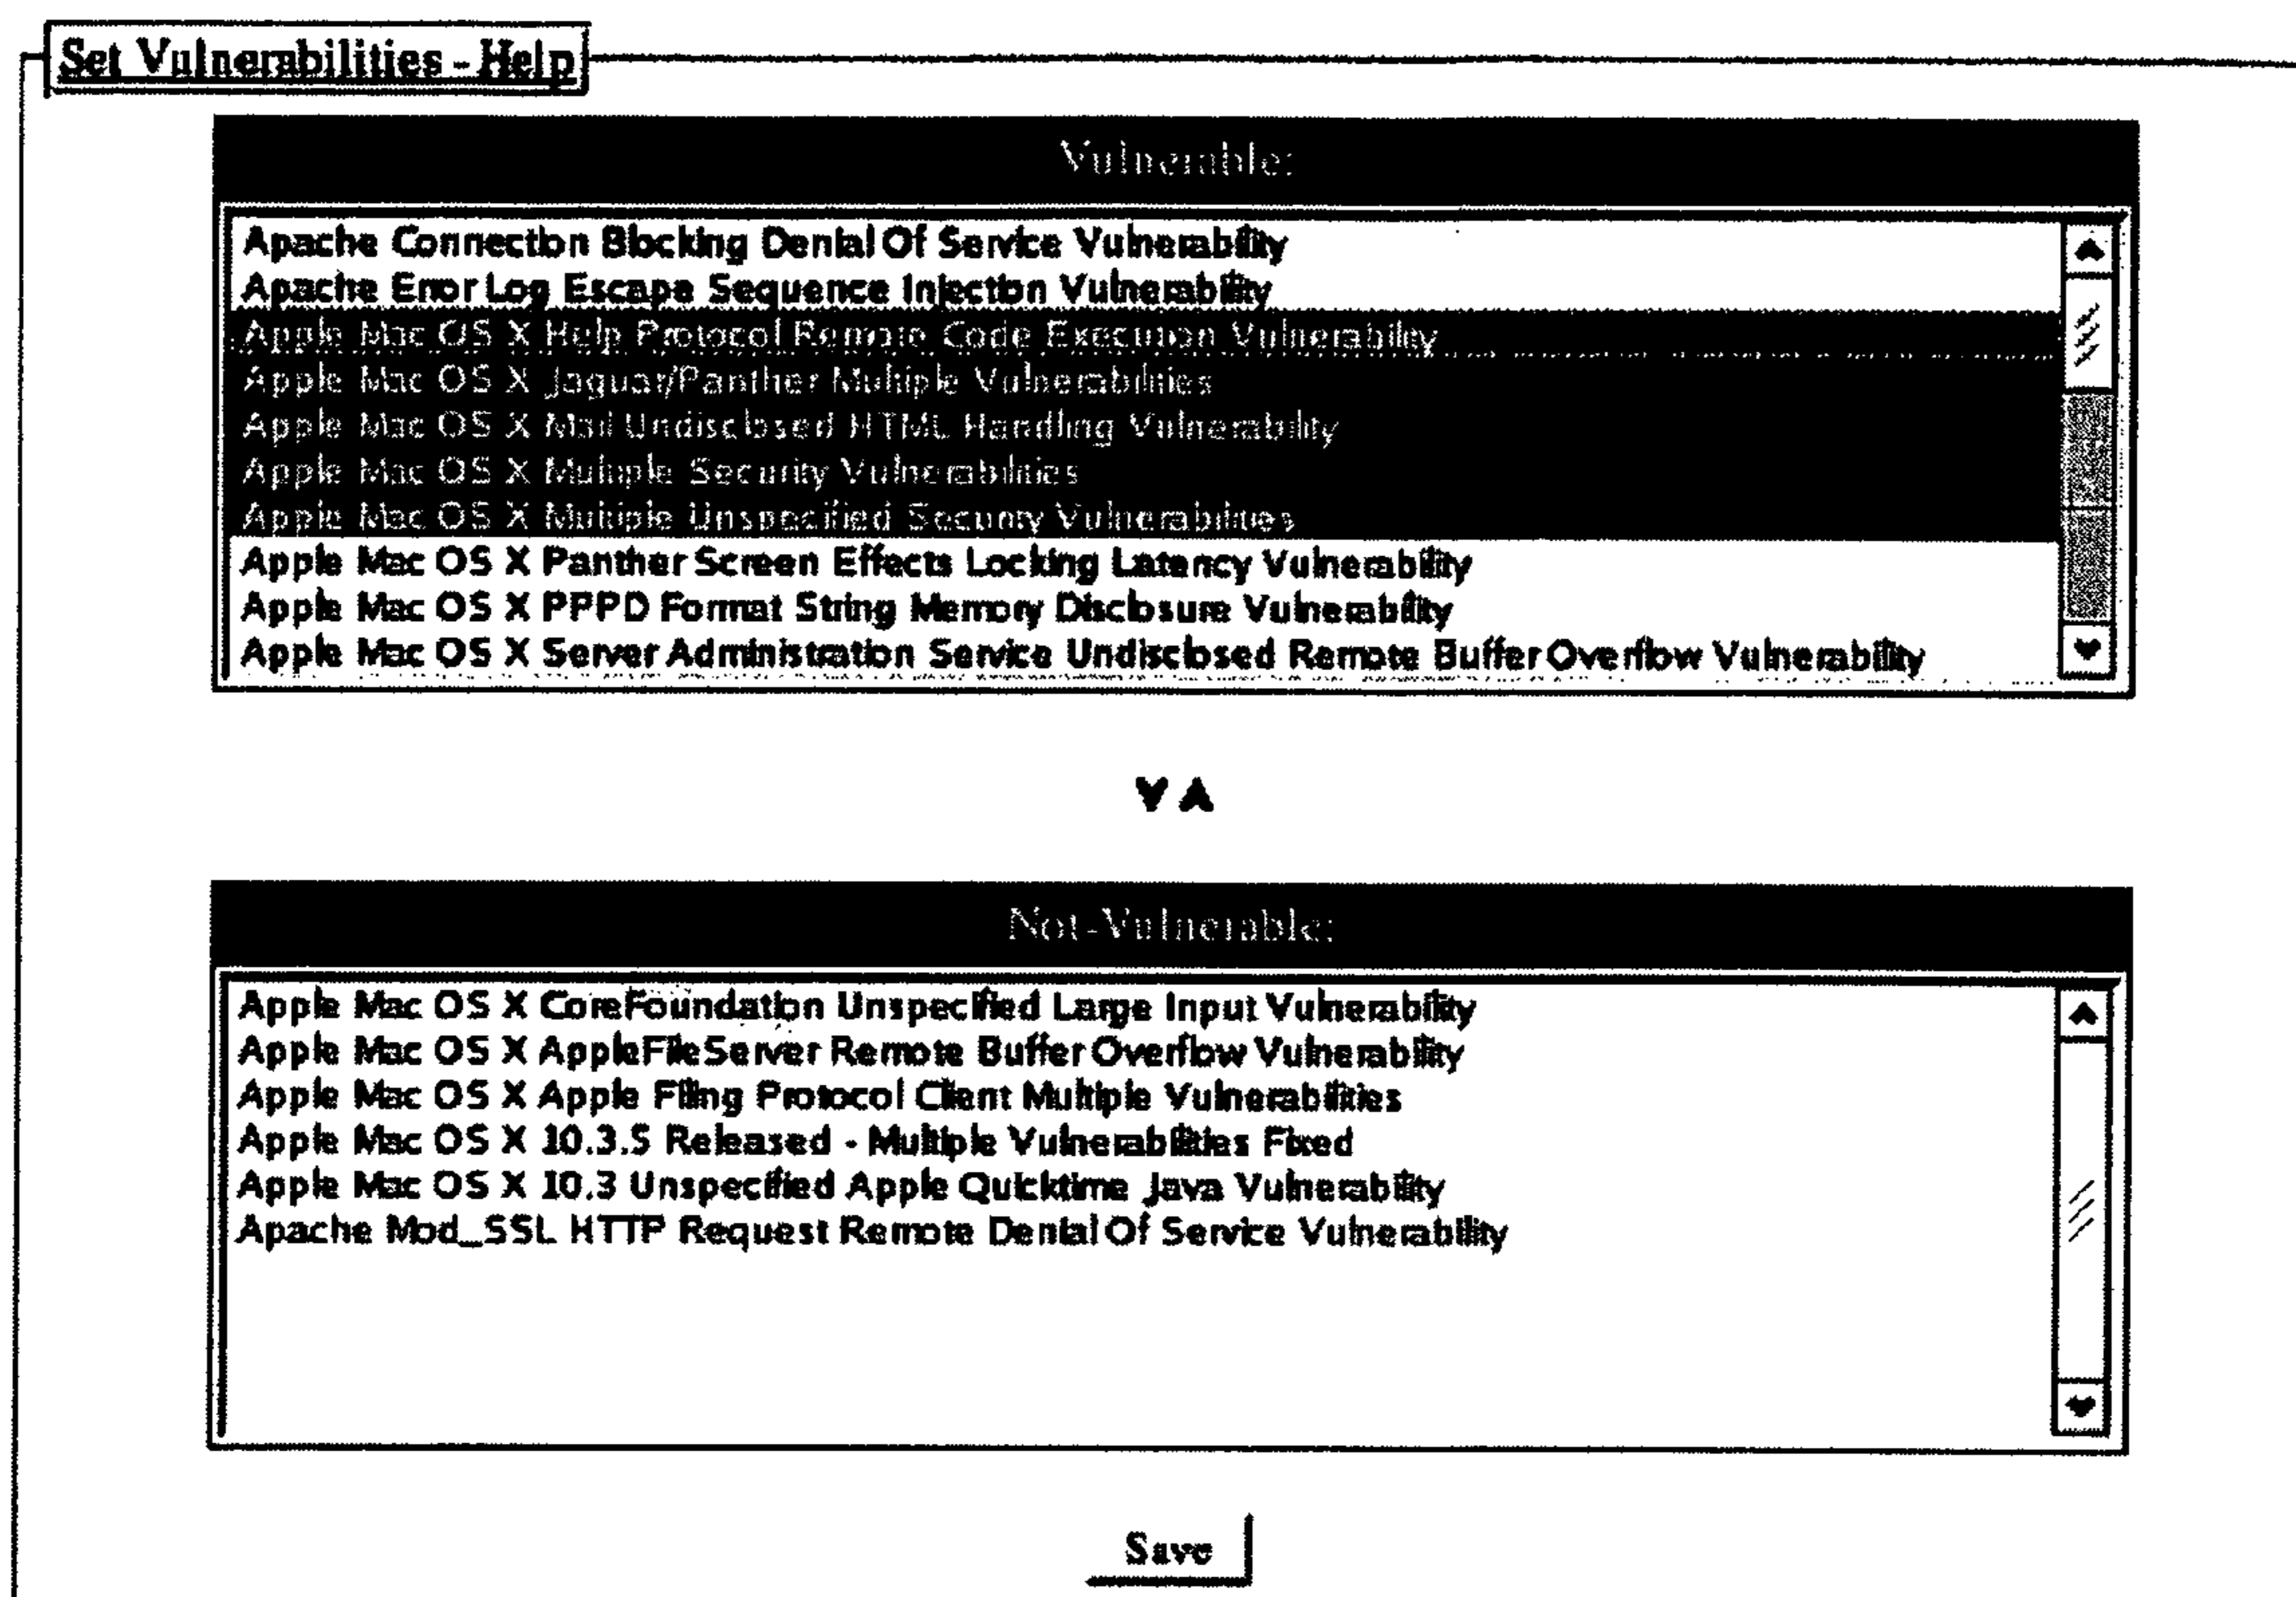 Set Vulnerabilities - Help
Vulnerable:
Apache Connection Blocking Denial Of Service Vulnerability
Apache Error Log Escape Sequence Injection Vulnerability
Apple Mac OS X Help Protocol Remote Code Execution Vulnerability
Apple Mac OS X Jaguar/Panther Multiple Vulnerabilities
Apple Mac OS X Mail Undisclosed HTML Handling Vulnerability
Apple Mac OS X Multiple Security Vulnerabilities
Apple Mac OS X Multiple Unspecified Security Vulnerabilities
Apple Mac OS X Panther Screen Effects Locking Latency Vulnerability
Apple Mac OS X PPPD Format String Memory Disclosure Vulnerability
Apple Mac OS X Server Administration Service Undisclosed Remote Buffer Overflow Vulnerability
Not-Vulnerable:
Apple Mac OS X CoreFoundation Unspecified Large Input Vulnerability
Apple Mac OS X AppleFileServer Remote Buffer Overflow Vulnerability
Apple Mac OS X Apple Filing Protocol Client Multiple Vulnerabilities
Apple Mac OS X 10.3.5 Released - Multiple Vulnerabilities Fixed
Apple Mac OS X 10.3 Unspecified Apple Quicktime Java Vulnerability
Apache Mod_SSL HTTP Request Remote Denial Of Service Vulnerability
Save